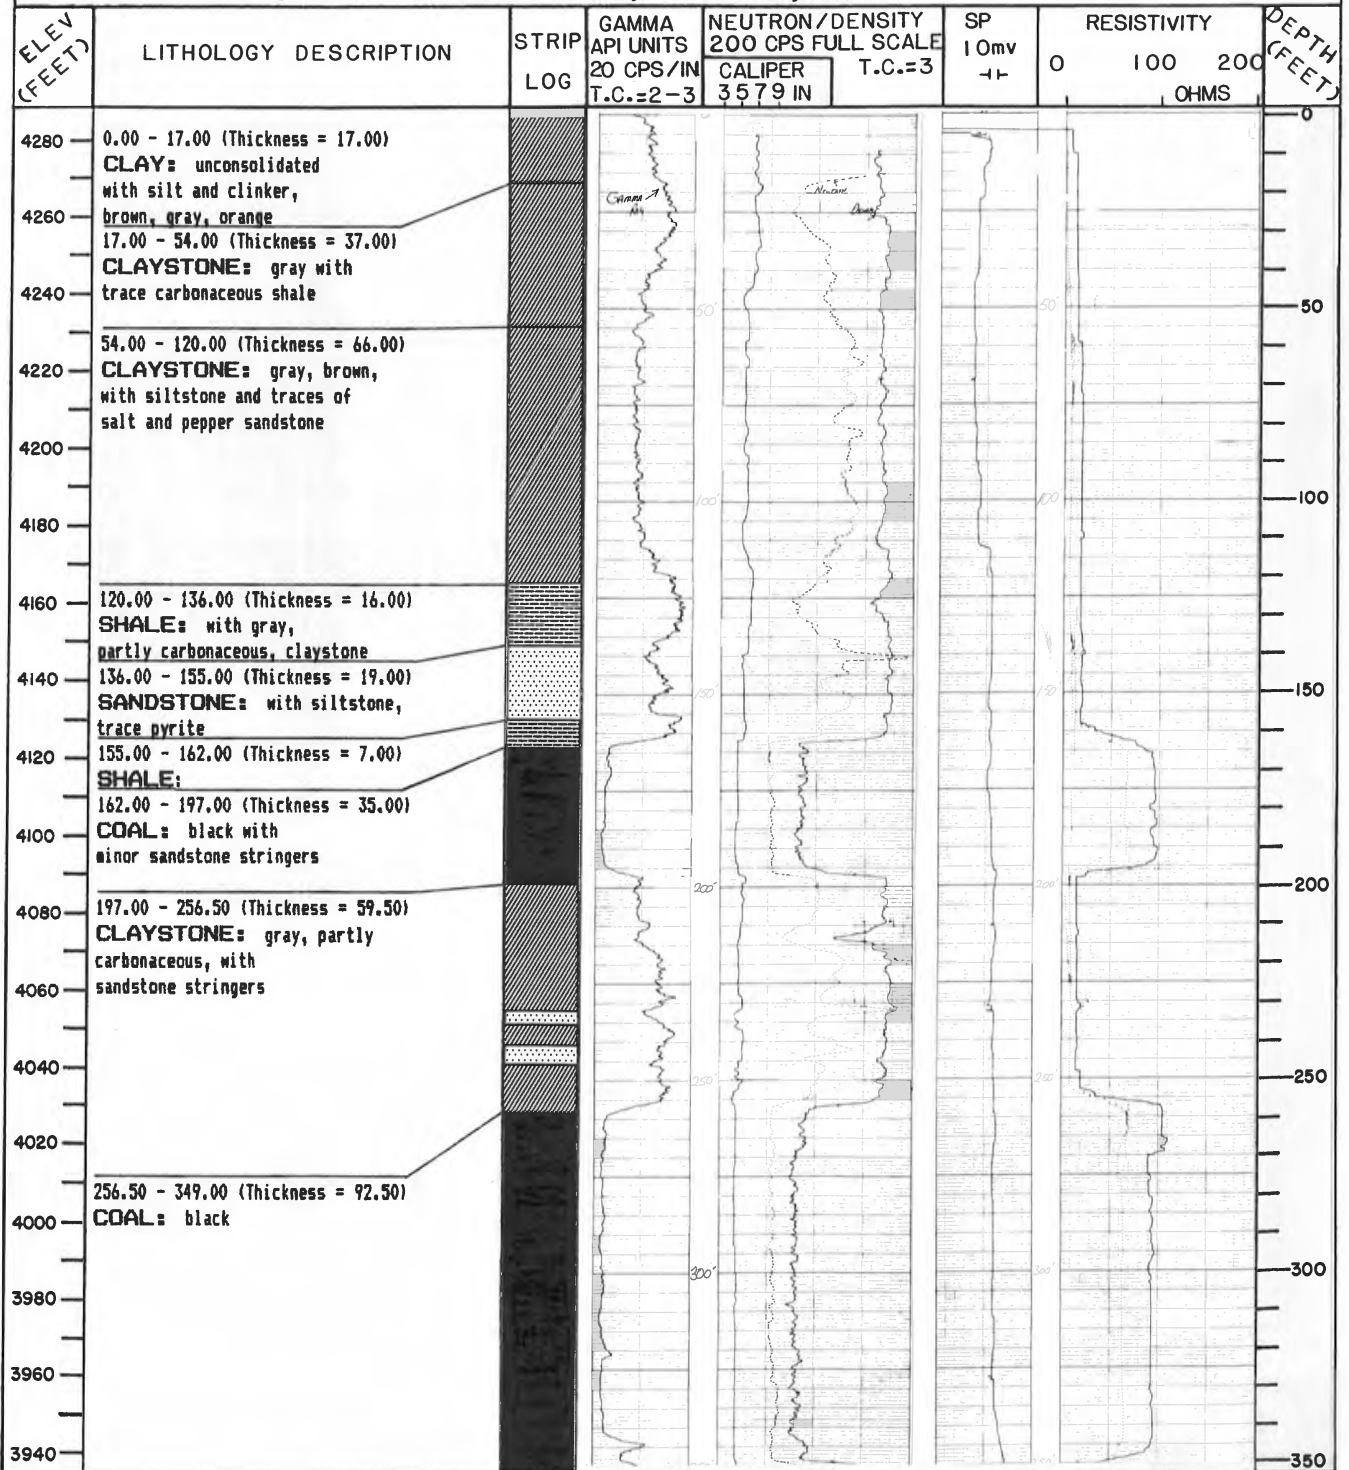 ELEV
(FEET)
LITHOLOGY DESCRIPTION
STRIP
LOG
GAMMA
API UNITS
20 CPS/IN
T.C.=2-3
NEUTRON/DENSITY
200 CPS FULL SCALE
T.C.=3
CALIPER
3579 IN
SP
10mv
RESISTIVITY
0 100 200
OHMS
DEPTH
(FEET)
4280
4260
4240
4220
4200
4180
4160
4140
4120
4100
4080
4060
4040
4020
4000
3980
3960
3940
0.00 - 17.00 (Thickness = 17.00)
CLAY: unconsolidated
with silt and clinker,
brown, gray, orange
17.00 - 54.00 (Thickness = 37.00)
CLAYSTONE: gray with
trace carbonaceous shale
54.00 - 120.00 (Thickness = 66.00)
CLAYSTONE: gray, brown,
with siltstone and traces of
salt and pepper sandstone
120.00 - 136.00 (Thickness = 16.00)
SHALE: with gray,
partly carbonaceous, claystone
136.00 - 155.00 (Thickness = 19.00)
SANDSTONE: with siltstone,
trace pyrite
155.00 - 162.00 (Thickness = 7.00)
SHALE:
162.00 - 197.00 (Thickness = 35.00)
COAL: black with
minor sandstone stringers
197.00 - 256.50 (Thickness = 59.50)
CLAYSTONE: gray, partly
carbonaceous, with
sandstone stringers
256.50 - 349.00 (Thickness = 92.50)
COAL: black
Gamma
Ray
Neutron
Density
50'
100'
150'
200'
250'
300'
50'
100'
150'
200'
250'
300'
0
50
100
150
200
250
300
350